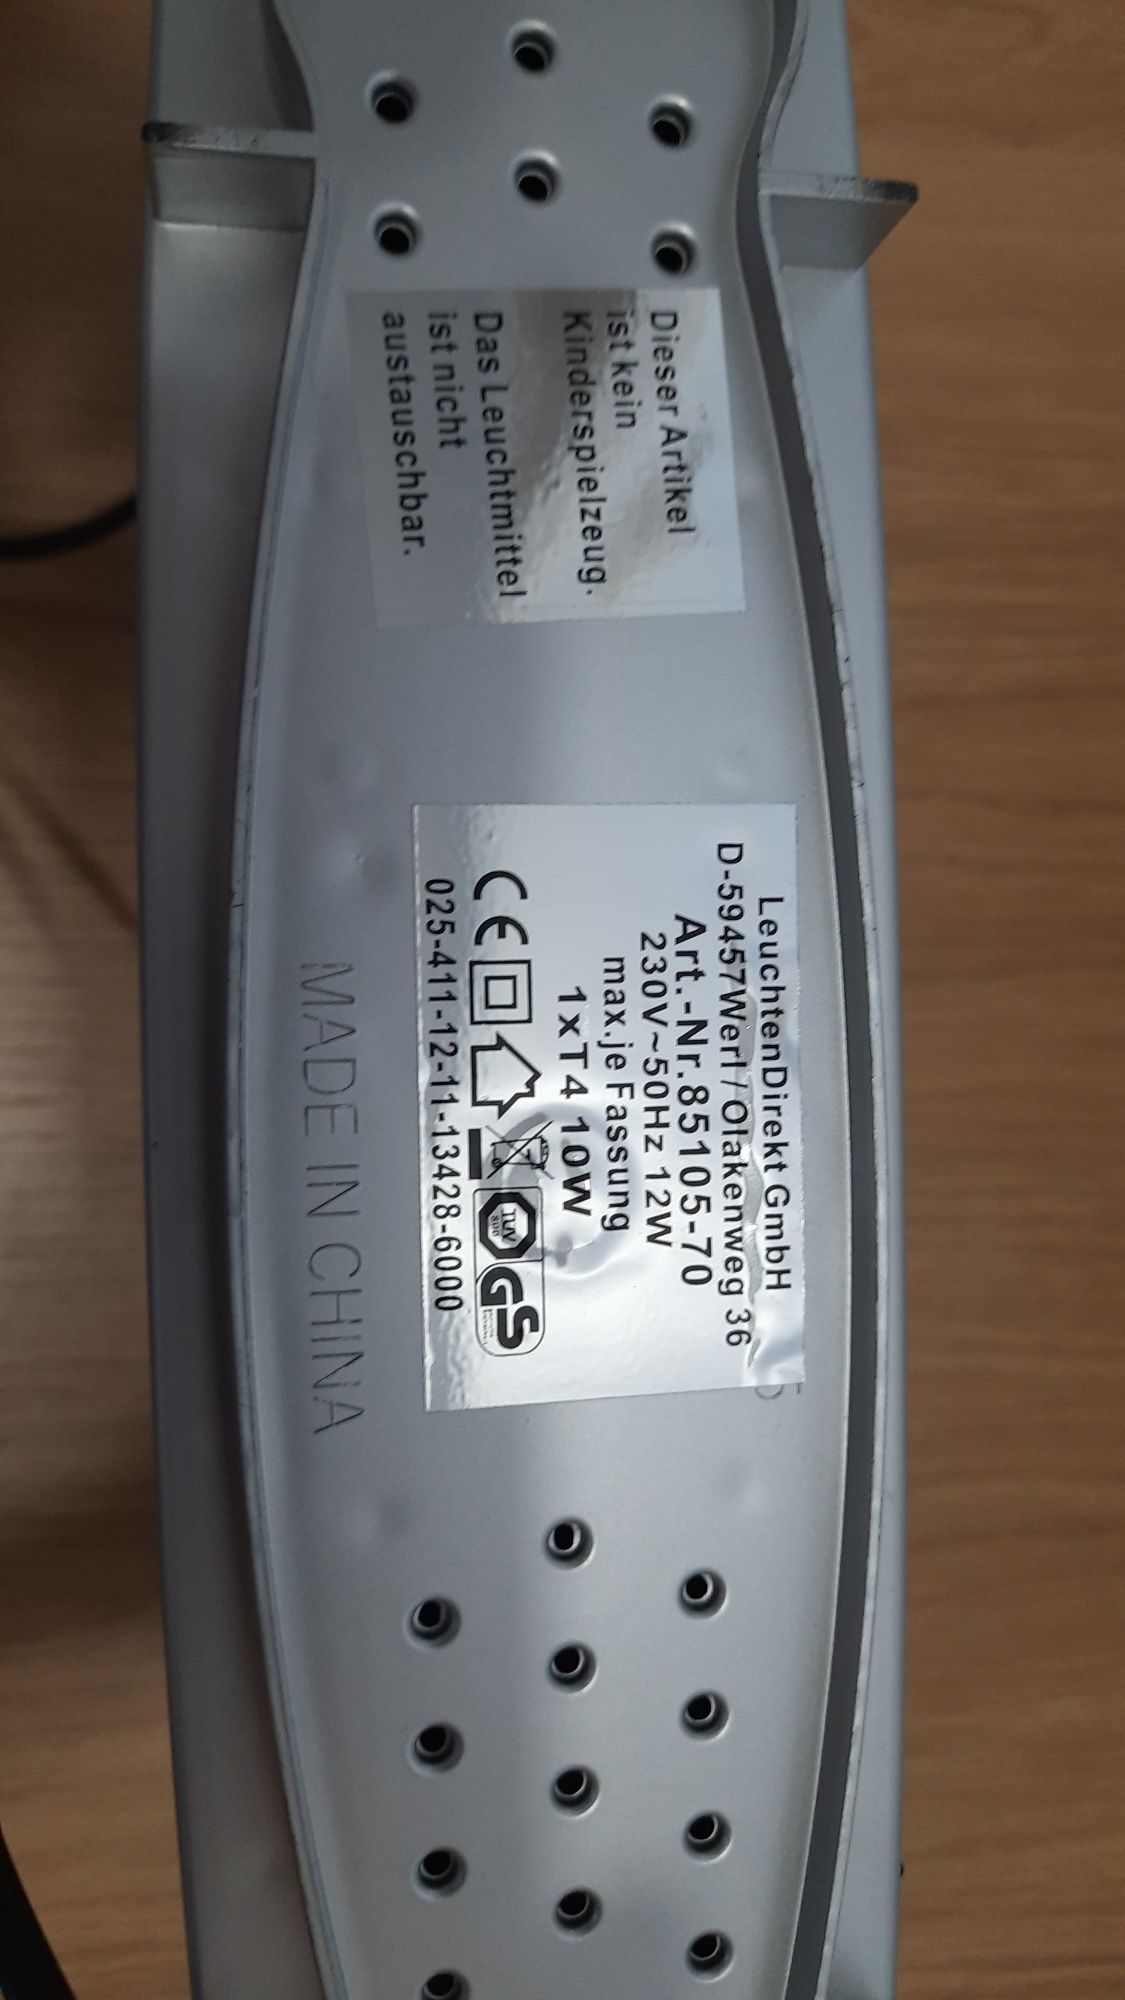 Dieser Artikel
ist kein
Kinderspielzeug.
Das Leuchtmittel
ist nicht
austauschbar.
LeuchtenDirekt GmbH
D-59457Werl/Olakenweg 36
Art.-Nr.85105-70
230V~50Hz 12W
max.je Fassung
1xT4 10W
CE TÜV SÜD GS
025-411-12-11-13428-6000
MADE IN CHINA